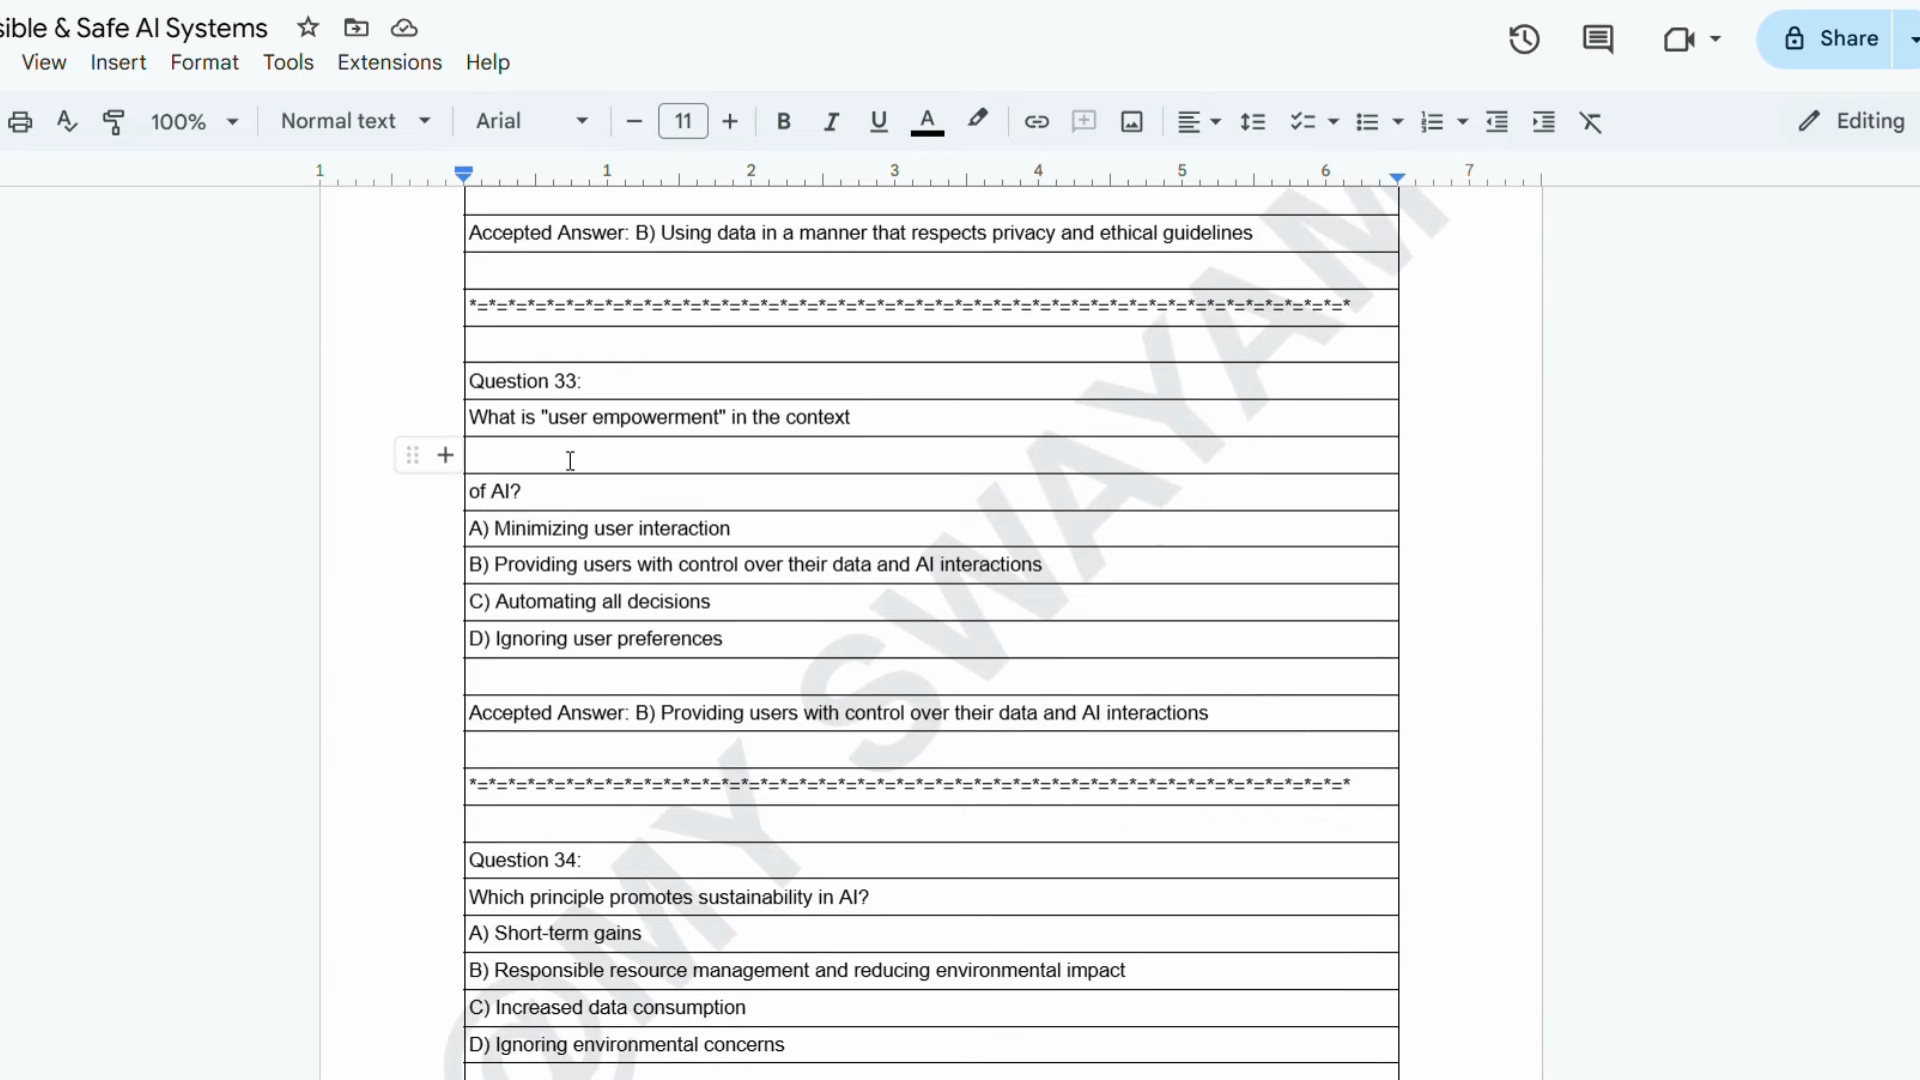 sible & Safe AI Systems
View Insert Format Tools Extensions Help
Share
100% Normal text Arial 11 Editing
1 1 2 3 4 5 6 7
Accepted Answer: B) Using data in a manner that respects privacy and ethical guidelines
*=*=*=*=*=*=*=*=*=*=*=*=*=*=*=*=*=*=*=*=*=*=*=*=*=*=*=*=*=*=*=*=*=*=*=*=*=*=*=*=*=*=*=*=*=*
Question 33:
What is "user empowerment" in the context
of AI?
A) Minimizing user interaction
B) Providing users with control over their data and AI interactions
C) Automating all decisions
D) Ignoring user preferences
Accepted Answer: B) Providing users with control over their data and AI interactions
*=*=*=*=*=*=*=*=*=*=*=*=*=*=*=*=*=*=*=*=*=*=*=*=*=*=*=*=*=*=*=*=*=*=*=*=*=*=*=*=*=*=*=*=*=*
Question 34:
Which principle promotes sustainability in AI?
A) Short-term gains
B) Responsible resource management and reducing environmental impact
C) Increased data consumption
D) Ignoring environmental concerns
@MY SWAYAM